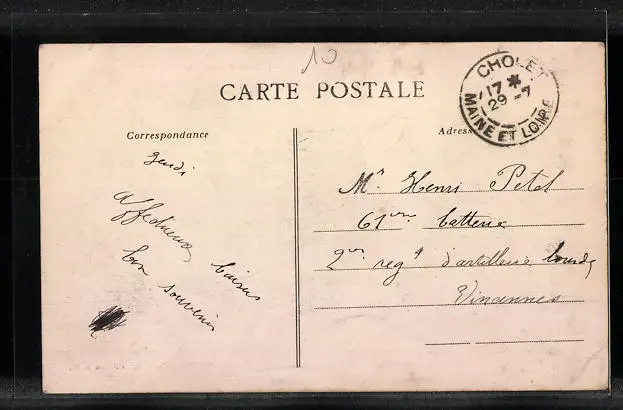 10
CARTE POSTALE
CHOLET
17 *
29 - 7
MAINE ET LOIRE
Correspondance
Jeudi
Affectueux baisers
bon souvenir
Adress
Mr Henri Petel
61me batterie
2me regt d'artillerie lourde
Vincennes